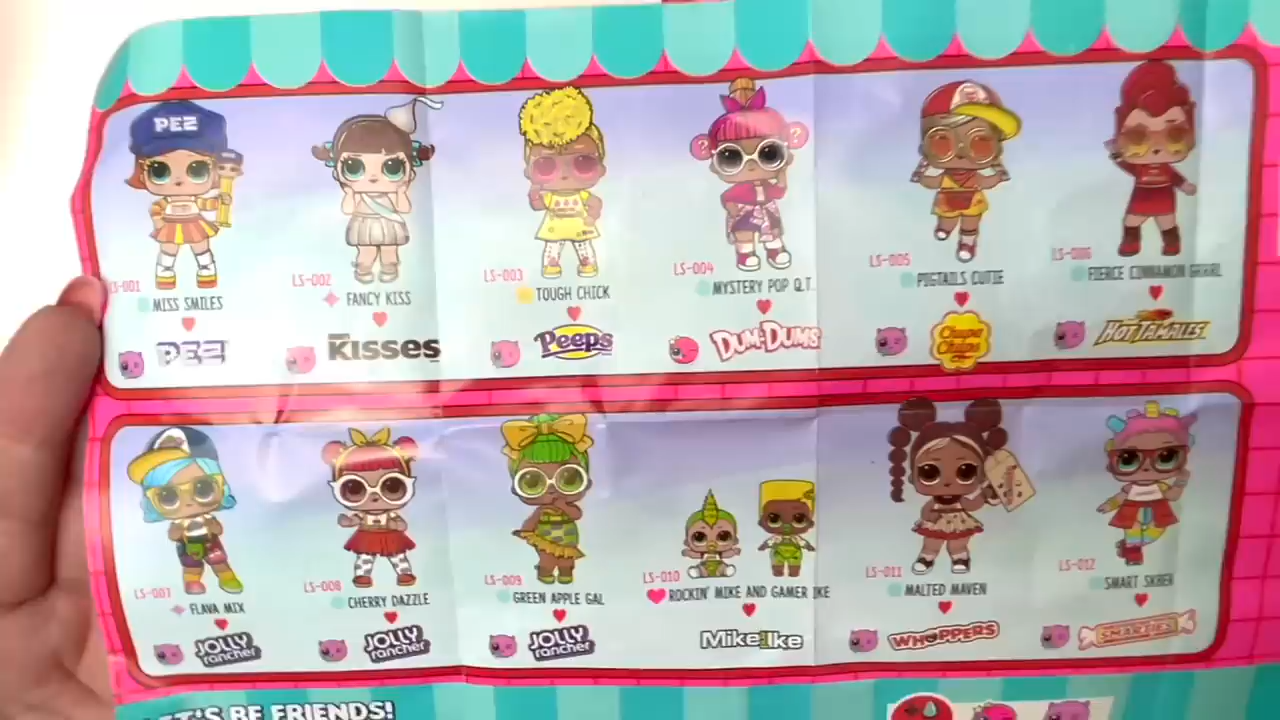 PEZ
LS-001
MISS SMILES
PEZ
LS-002
FANCY KISS
KISSES
LS-003
TOUGH CHICK
Peeps
? ?
LS-004
MYSTERY POP Q.T.
DUM-DUMS
LS-005
PIGTAILS CUTIE
Chupa Chups
LS-006
FIERCE CINNAMON GRRRL
HOT TAMALES
LS-007
FLAVA MIX
JOLLY
rancher
LS-008
CHERRY DAZZLE
JOLLY
rancher
LS-009
GREEN APPLE GAL
JOLLY
rancher
LS-010
ROCKIN' MIKE AND GAMER IKE
Mike and Ike
LS-011
MALTED MAVEN
WHOPPERS
LS-012
SMART SK8ER
SMARTIES
LET'S BE FRIENDS!